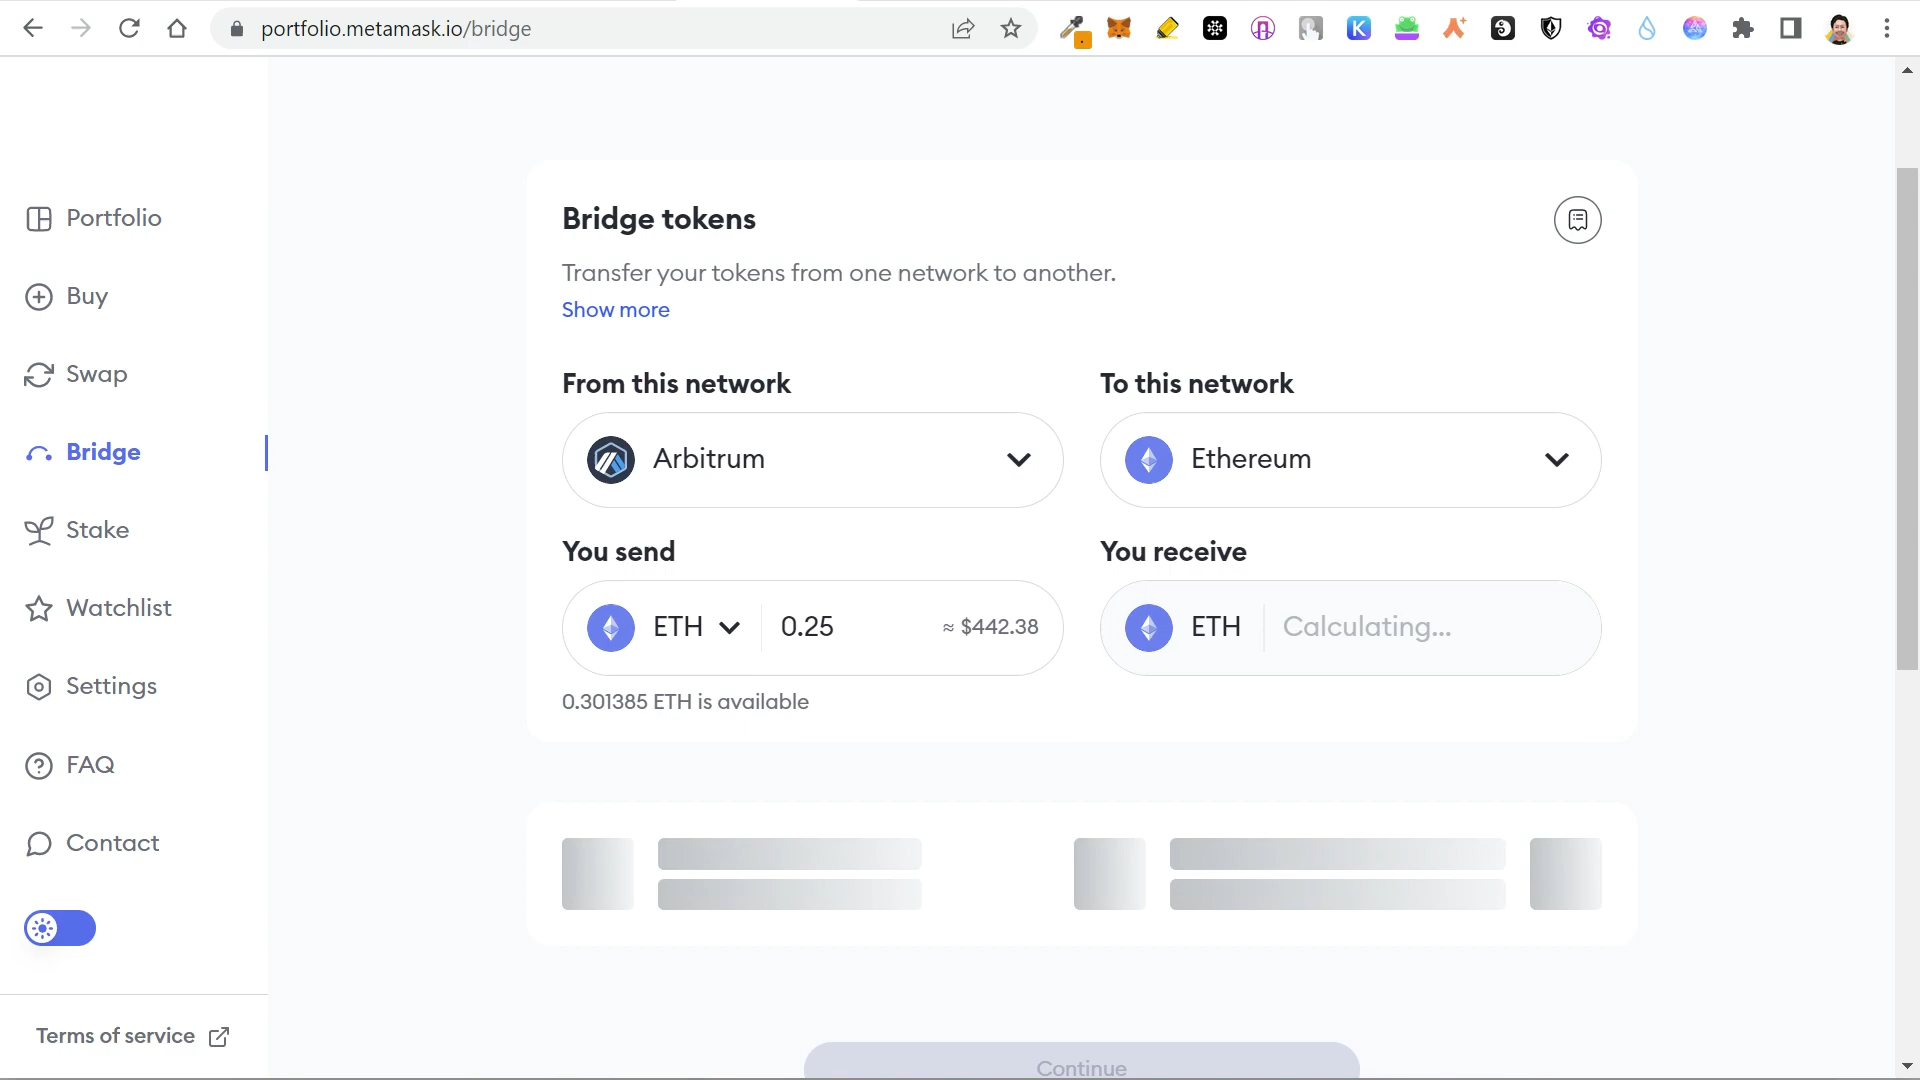 portfolio.metamask.io/bridge
Portfolio
Buy
Swap
Bridge
Stake
Watchlist
Settings
FAQ
Contact
Terms of service
Bridge tokens
Transfer your tokens from one network to another.
Show more
From this network
To this network
Arbitrum
Ethereum
You send
You receive
ETH 0.25 ≈ $442.38
ETH Calculating...
0.301385 ETH is available
Continue